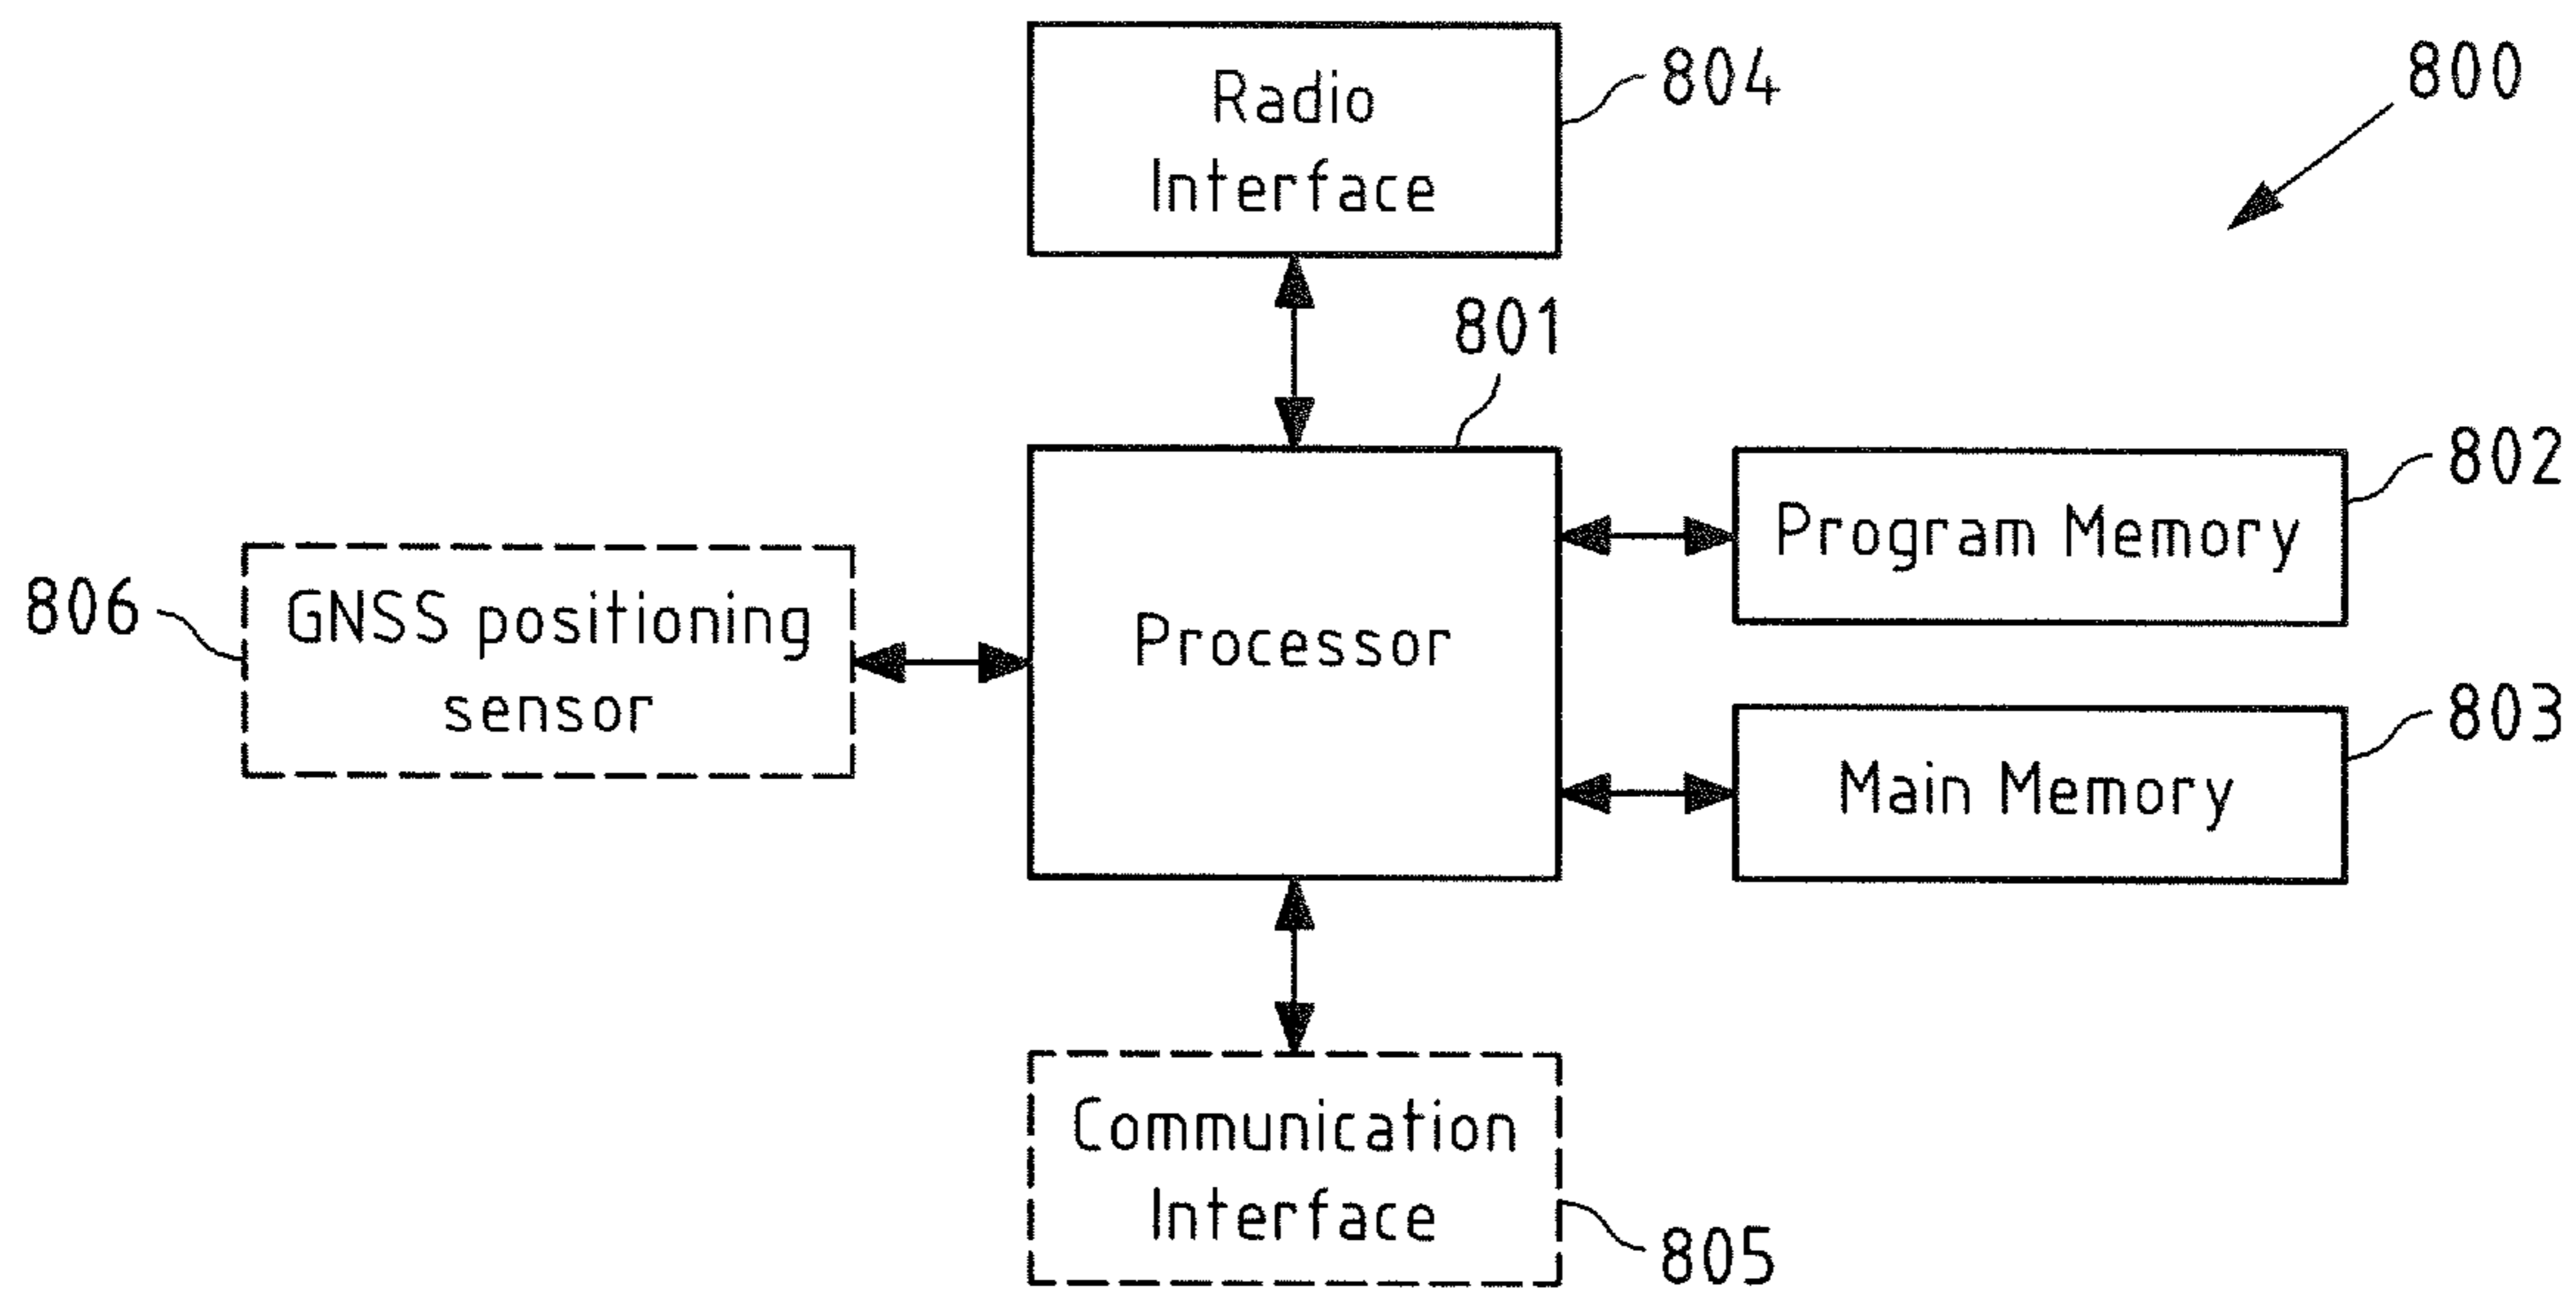 Radio
Interface
804
800
801
802
Program Memory
806
GNSS positioning
sensor
Processor
803
Main Memory
Communication
Interface
805